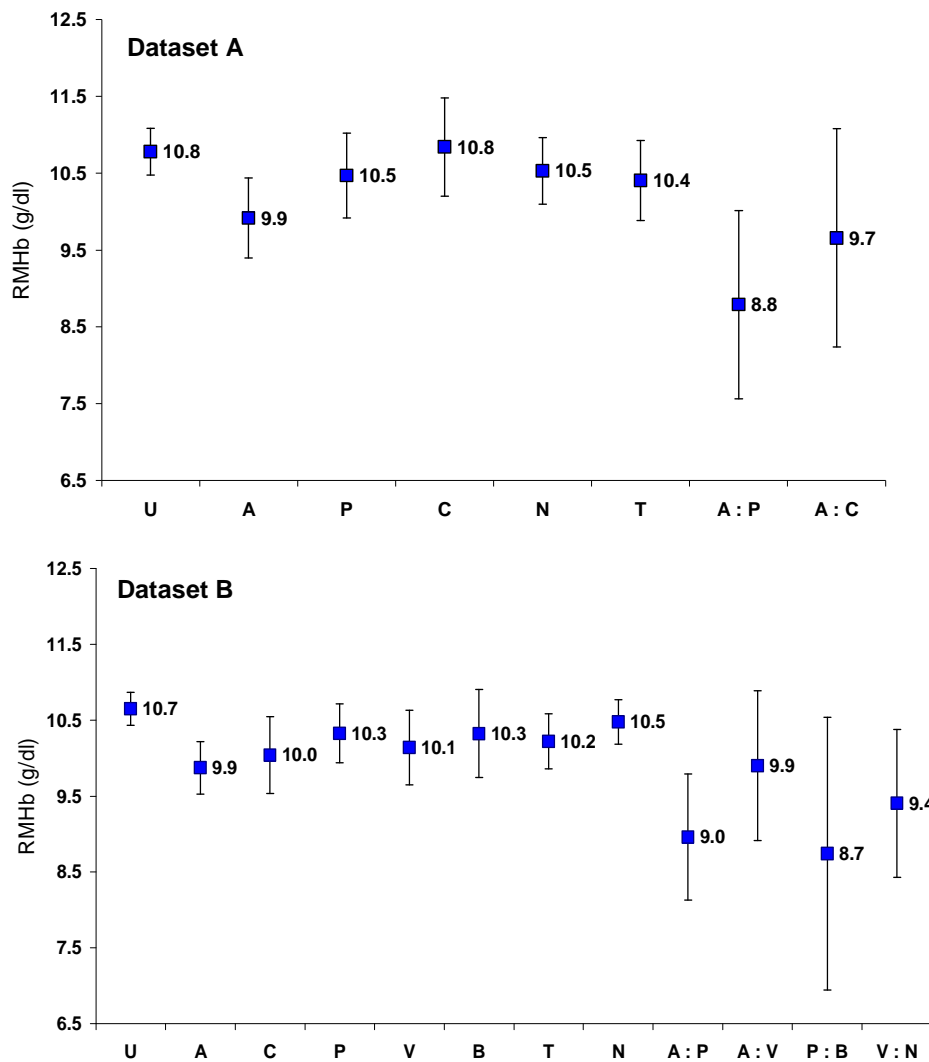 12.5
Dataset A
11.5
10.8 10.8
10.5 10.5 10.5 10.4
9.9 9.7
9.5
8.8
8.5
7.5
6.5
RMHb (g/dl)
U A P C N T A : P A : C
12.5
Dataset B
11.5
10.7
10.5 10.3 10.3 10.5
10.0 10.1 10.2
9.9 9.9
9.5 9.4
9.0
8.5 8.7
7.5
6.5
RMHb (g/dl)
U A C P V B T N A : P A : V P : B V : N